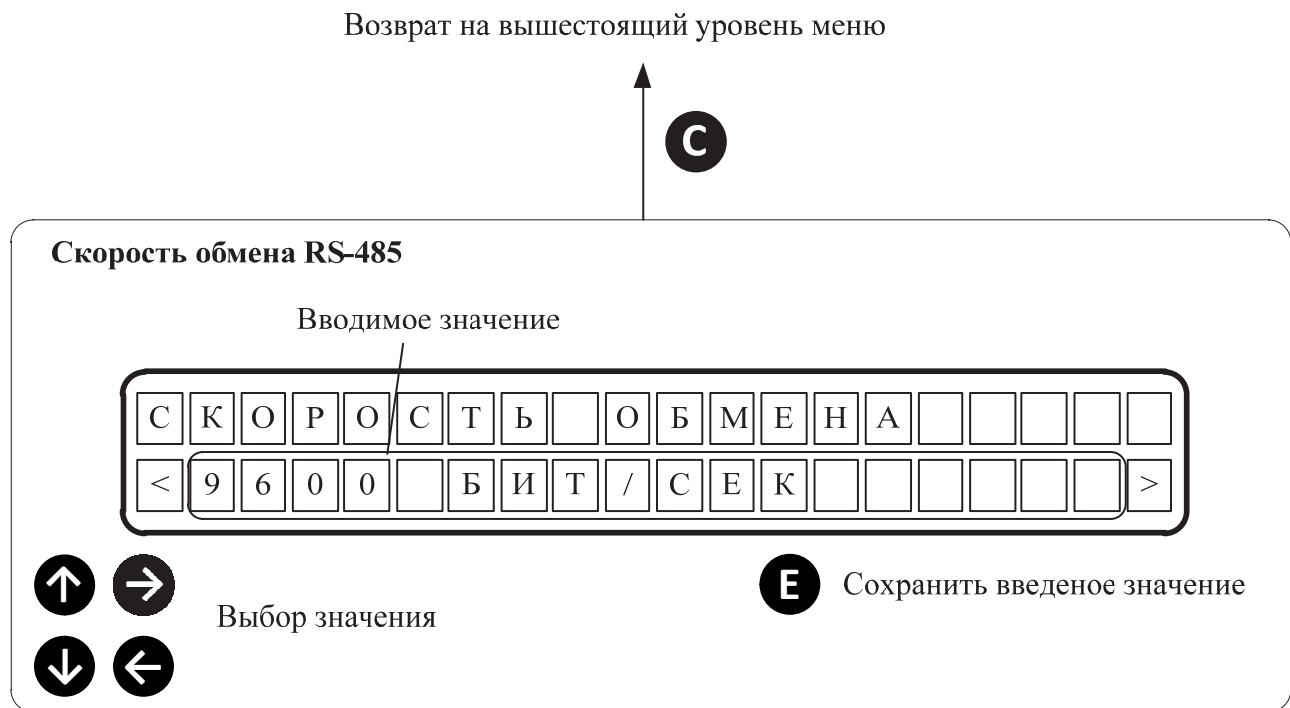 Возврат на вышестоящий уровень меню
C
Скорость обмена RS-485
Вводимое значение
СКОРОСТЬ ОБМЕНА
<9600 БИТ/СЕК >
E Сохранить введеное значение
Выбор значения